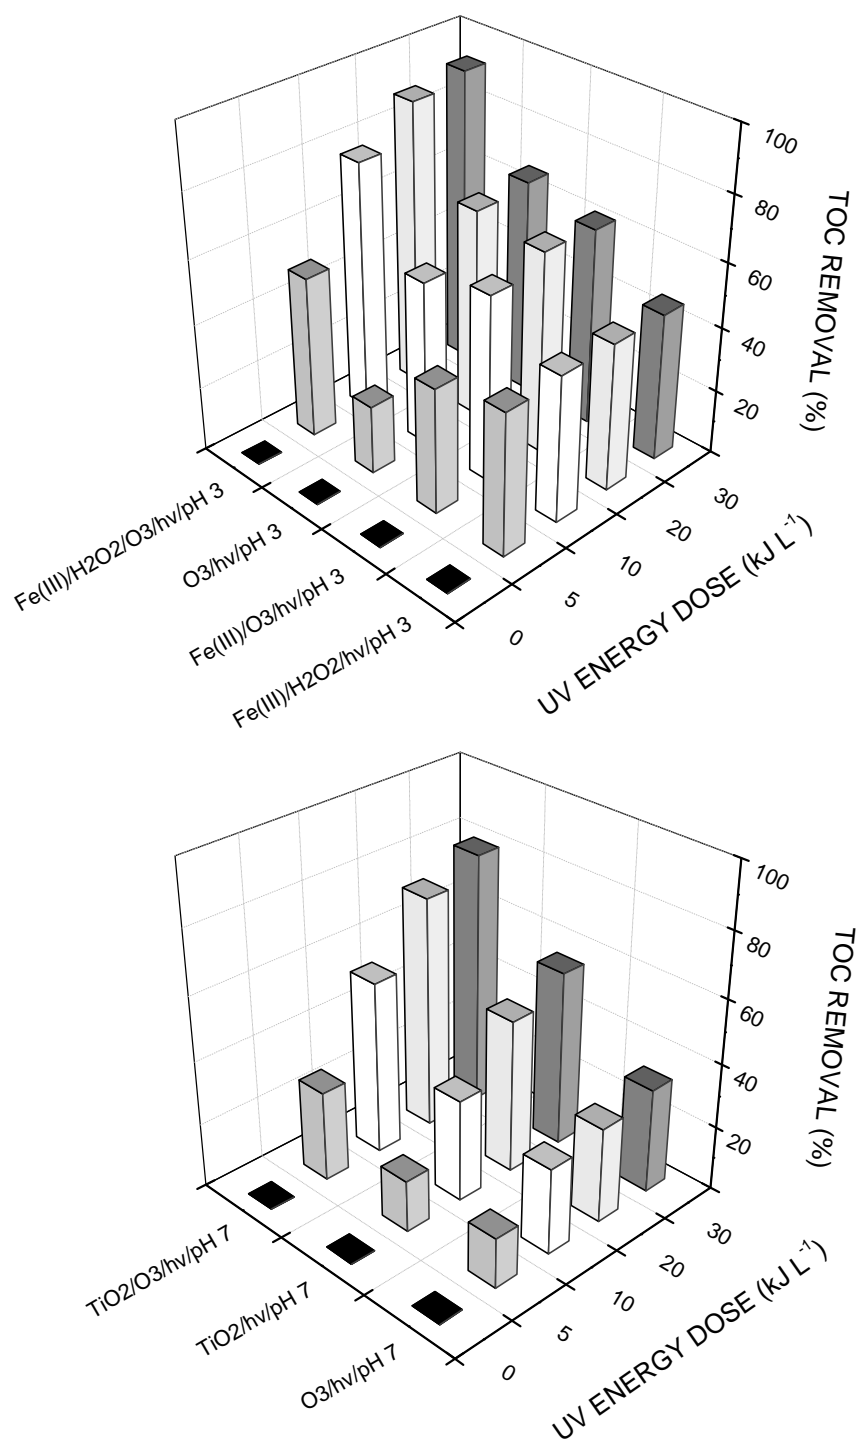 100
80
60
40
20
TOC REMOVAL (%)
30
20
10
5
0
UV ENERGY DOSE (kJ L⁻¹)
Fe(III)/H2O2/O3/hv/pH 3
O3/hv/pH 3
Fe(III)/O3/hv/pH 3
Fe(III)/H2O2/hv/pH 3
100
80
60
40
20
TOC REMOVAL (%)
30
20
10
5
0
UV ENERGY DOSE (kJ L⁻¹)
TiO2/O3/hv/pH 7
TiO2/hv/pH 7
O3/hv/pH 7